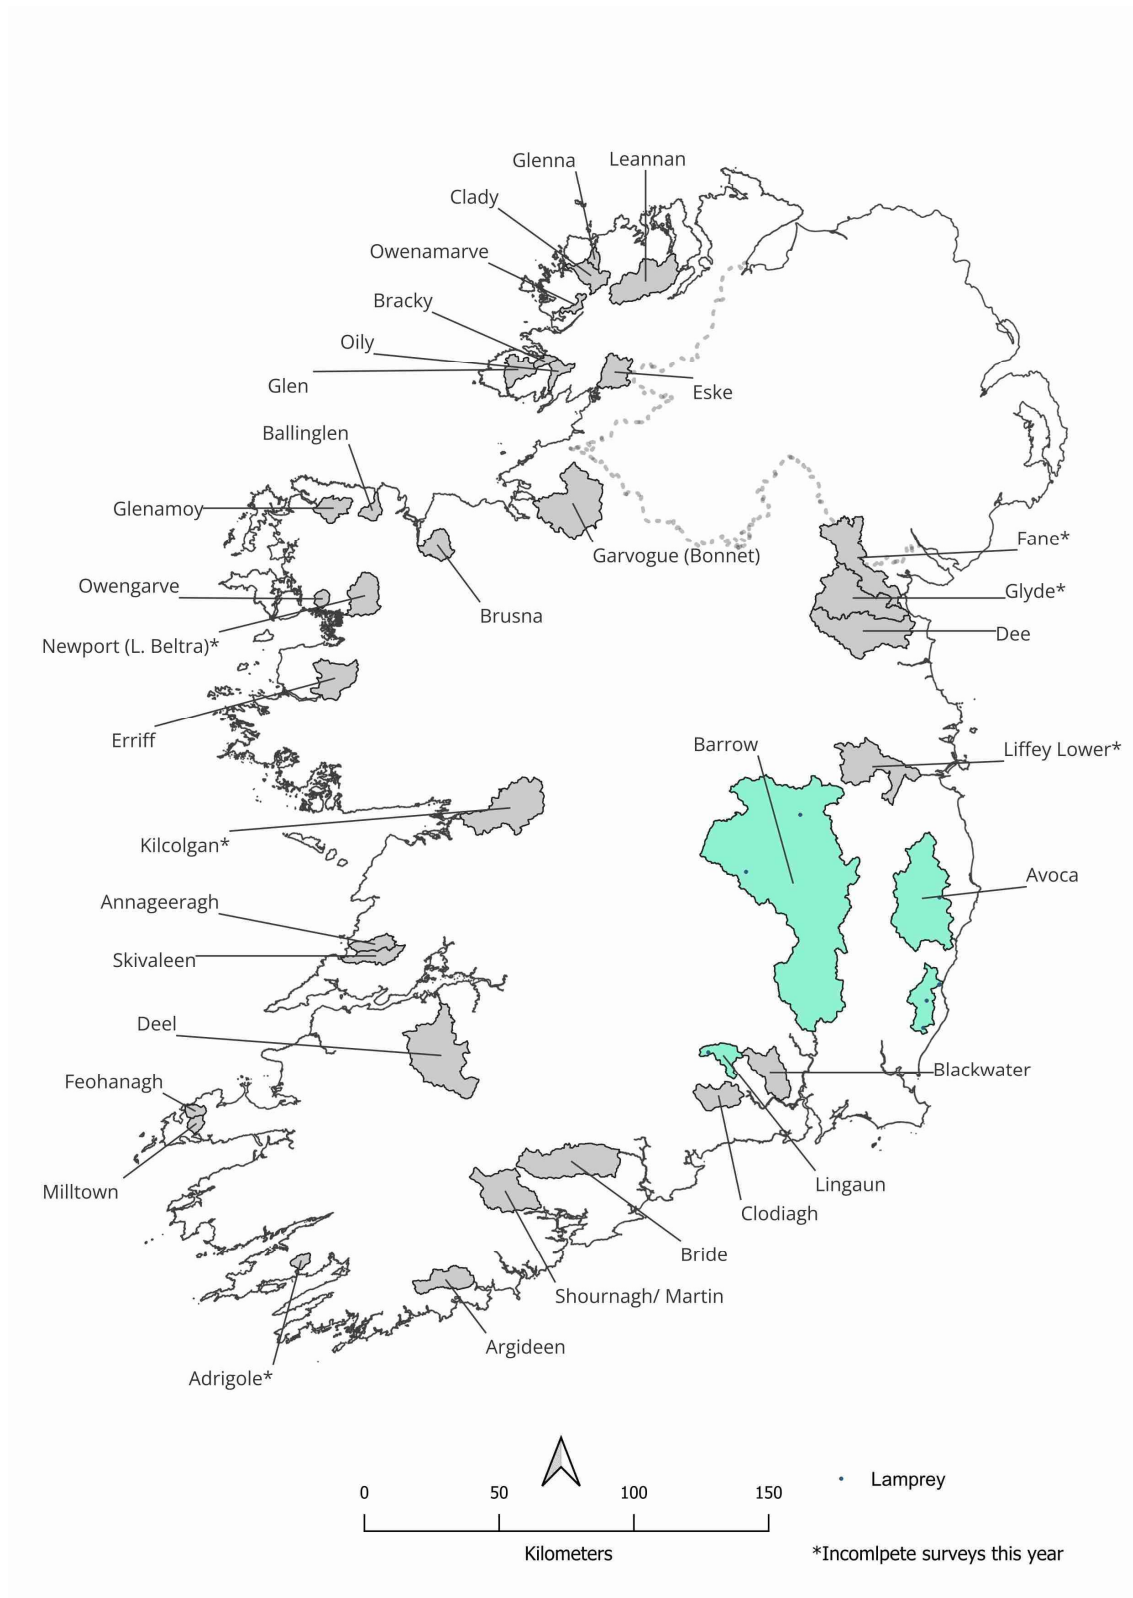 Glenna
Leannan
Clady
Owenamarve
Bracky
Oily
Glen
Eske
Ballinglen
Glenamoy
Garvogue (Bonnet)
Fane*
Owengarve
Glyde*
Brusna
Dee
Newport (L. Beltra)*
Erriff
Barrow
Liffey Lower*
Kilcolgan*
Avoca
Annageeragh
Skivaleen
Deel
Blackwater
Feohanagh
Lingaun
Milltown
Clodiagh
Bride
Shournagh/ Martin
Argideen
Adrigole*
0 50 100 150
Kilometers
Lamprey
*Incomlpete surveys this year